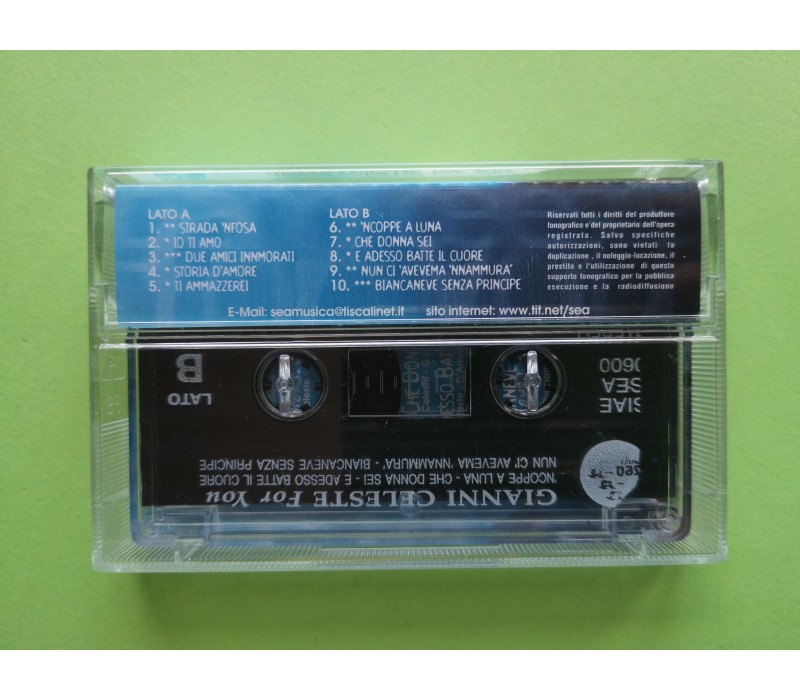 LATO A
1. ** STRADA 'NFOSA
2. * IO TI AMO
3. *** DUE AMICI INNMORATI
4. * STORIA D'AMORE
5. * TI AMMAZZEREI
LATO B
6. ** 'NCOPPE A LUNA
7. * CHE DONNA SEI
8. * E ADESSO BATTE IL CUORE
9. ** NUN CI 'AVEVEMA 'NNAMMURA'
10. *** BIANCANEVE SENZA PRINCIPE
Riservati tutti i diritti del produttore
fonografico e del proprietario dell'opera
registrata. Salvo specifiche
autorizzazioni, sono vietati la
duplicazione , il noleggio-locazione, il
prestito e l'utilizzazione di questo
supporto fonografico per la pubblica
esecuzione e la radiodiffusione
E-Mail: seamusica@tiscalinet.it sito internet: www.tit.net/sea
GIANNI CELESTE For You
'NCOPPE A LUNA - CHE DONNA SEI - E ADESSO BATTE IL CUORE
NUN CI' AVEVEMA 'NNAMMURA' - BIANCANEVE SENZA PRINCIPE
SIAE
SEA
0600
LATO
B
CHE DON
SSO BA
NEVE